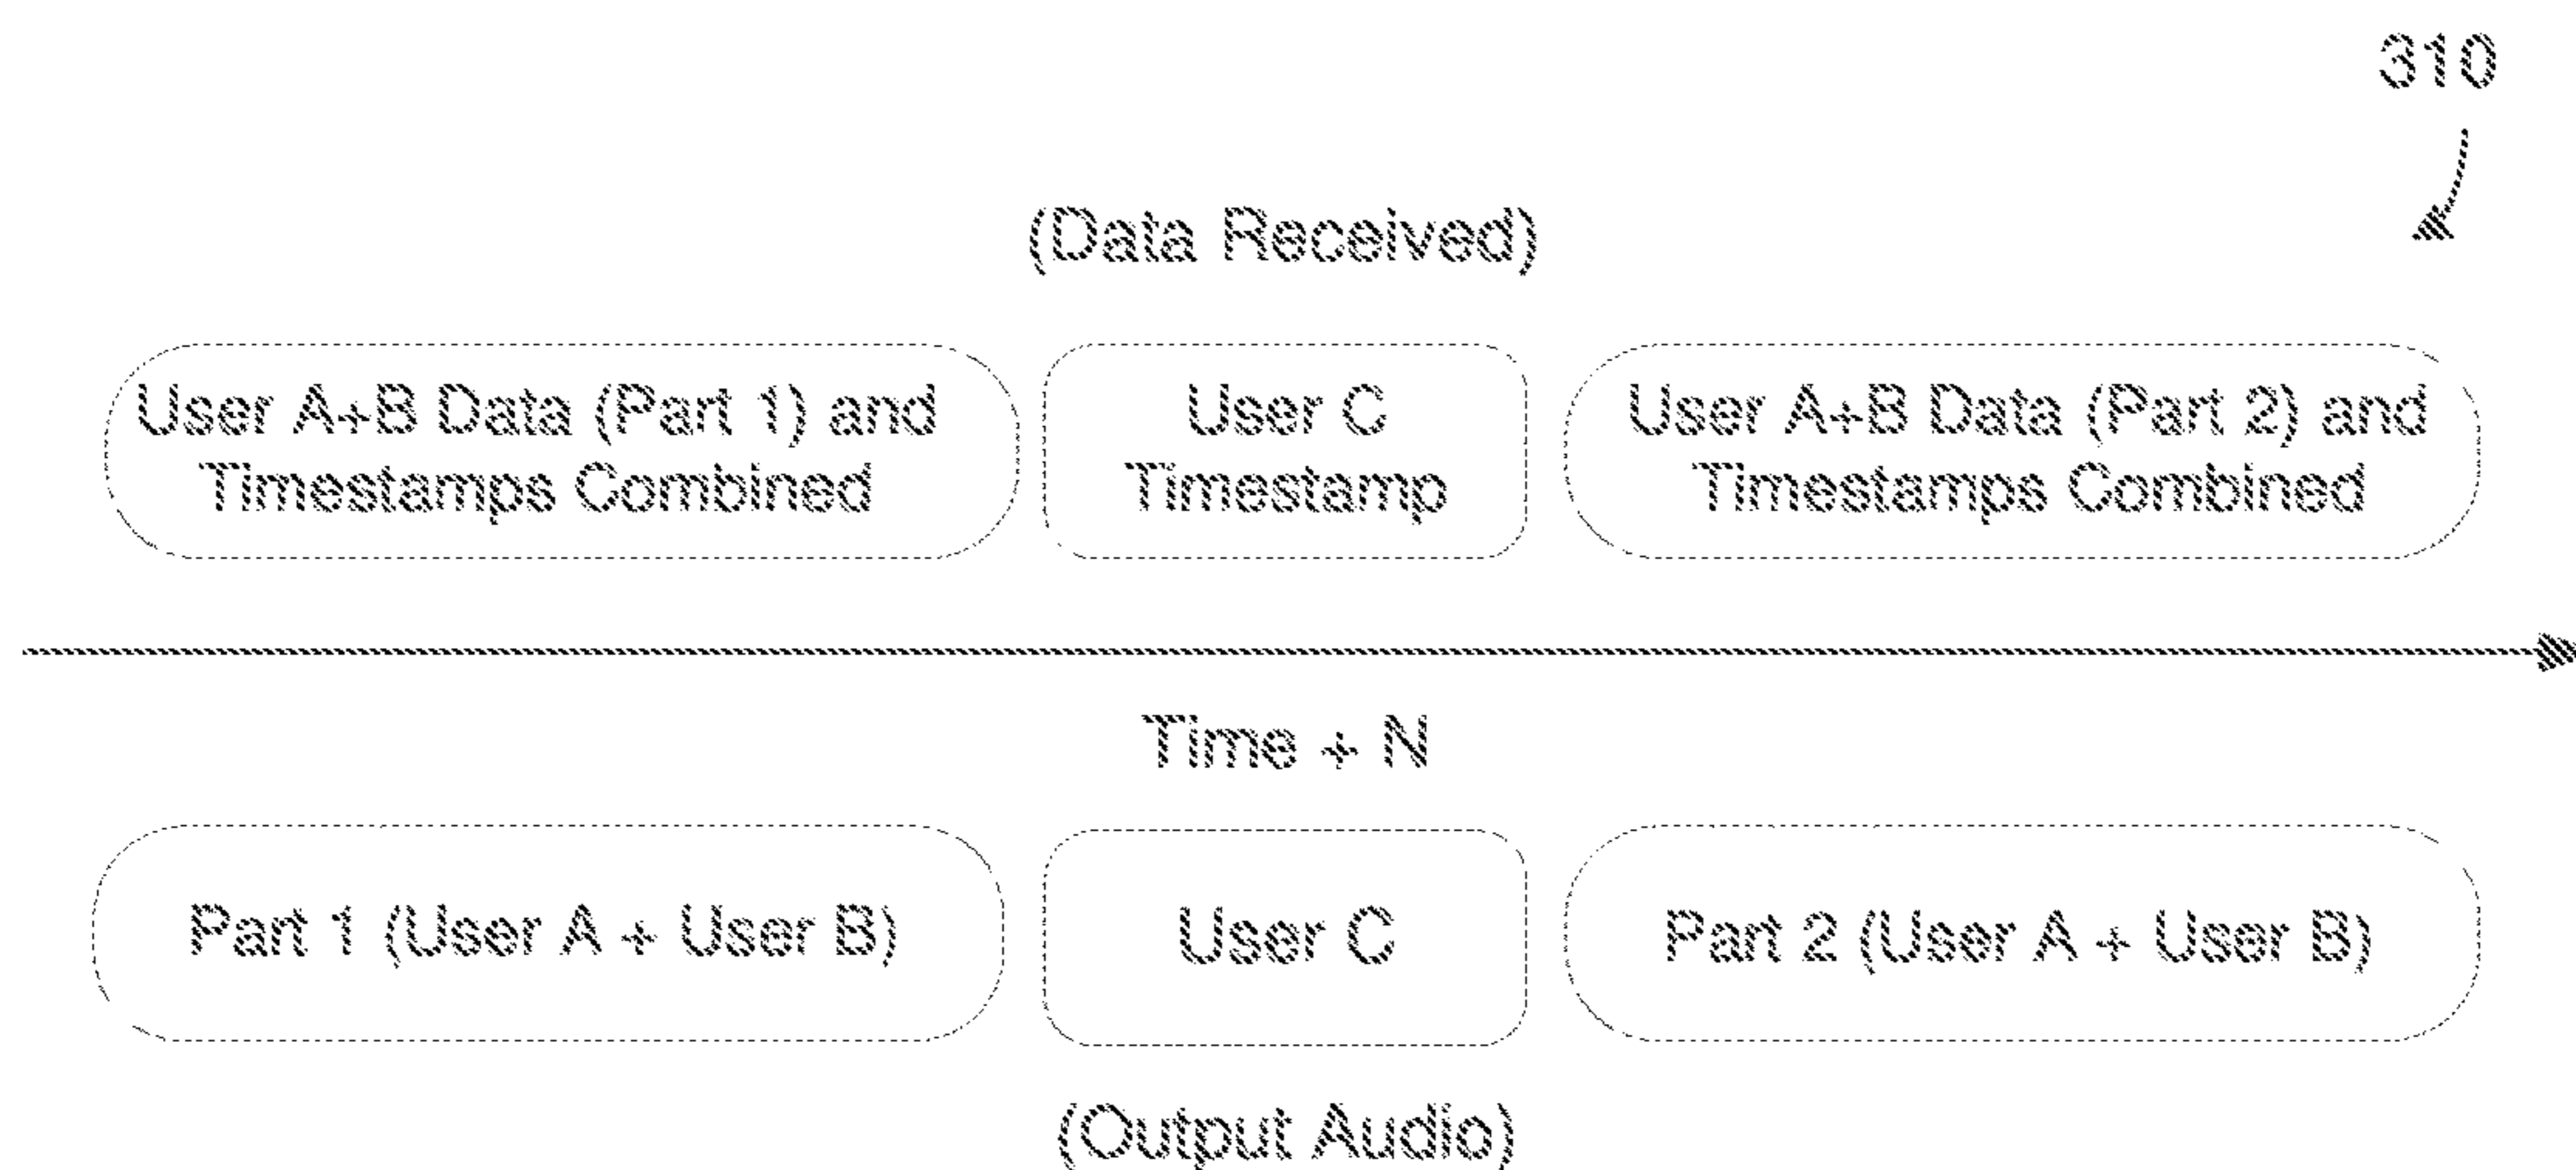 310
(Data Received)
User A+B Data (Part 1) and
Timestamps Combined
User C
Timestamp
User A+B Data (Part 2) and
Timestamps Combined
Time + N
Part 1 (User A + User B)
User C
Part 2 (User A + User B)
(Output Audio)